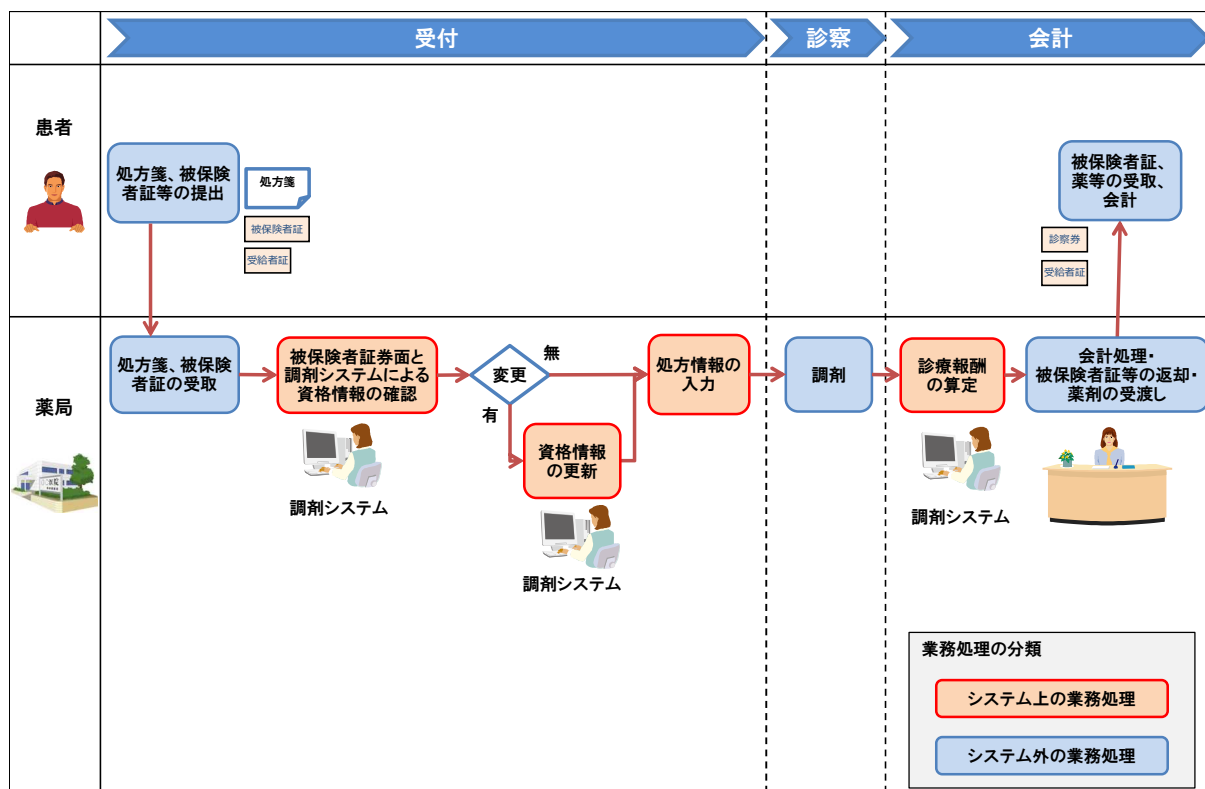 受付
診察
会計
患者
処方箋、被保険
者証等の提出
処方箋
被保険者証
受給者証
被保険者証、
薬等の受取、
会計
診察券
受給者証
薬局
処方箋、被保険
者証の受取
被保険者証券面と
調剤システムによる
資格情報の確認
調剤システム
変更
無
有
資格情報
の更新
調剤システム
処方情報の
入力
調剤
診療報酬
の算定
調剤システム
会計処理・
被保険者証等の返却・
薬剤の受渡し
業務処理の分類
システム上の業務処理
システム外の業務処理